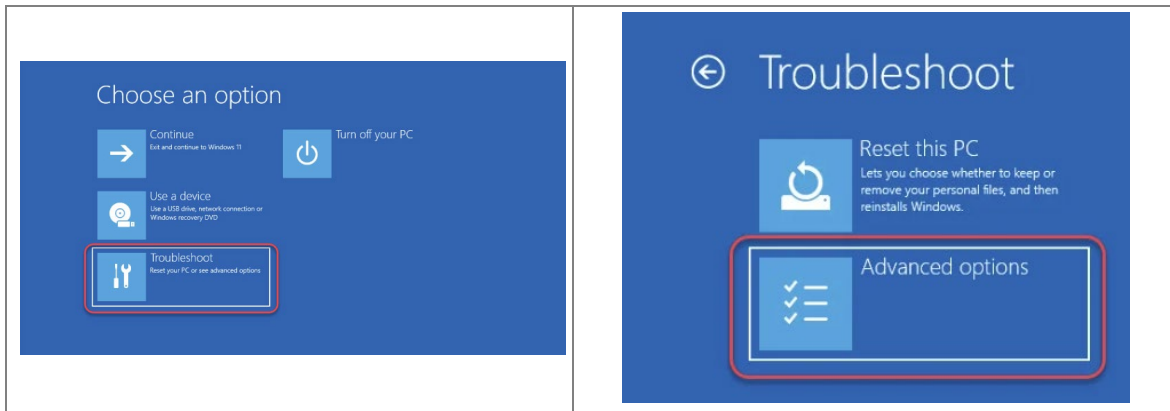 Choose an option
Continue
Exit and continue to Windows 11
Turn off your PC
Use a device
Use a USB drive, network connection or
Windows recovery DVD
Troubleshoot
Reset your PC or see advanced options
Troubleshoot
Reset this PC
Lets you choose whether to keep or
remove your personal files, and then
reinstalls Windows.
Advanced options